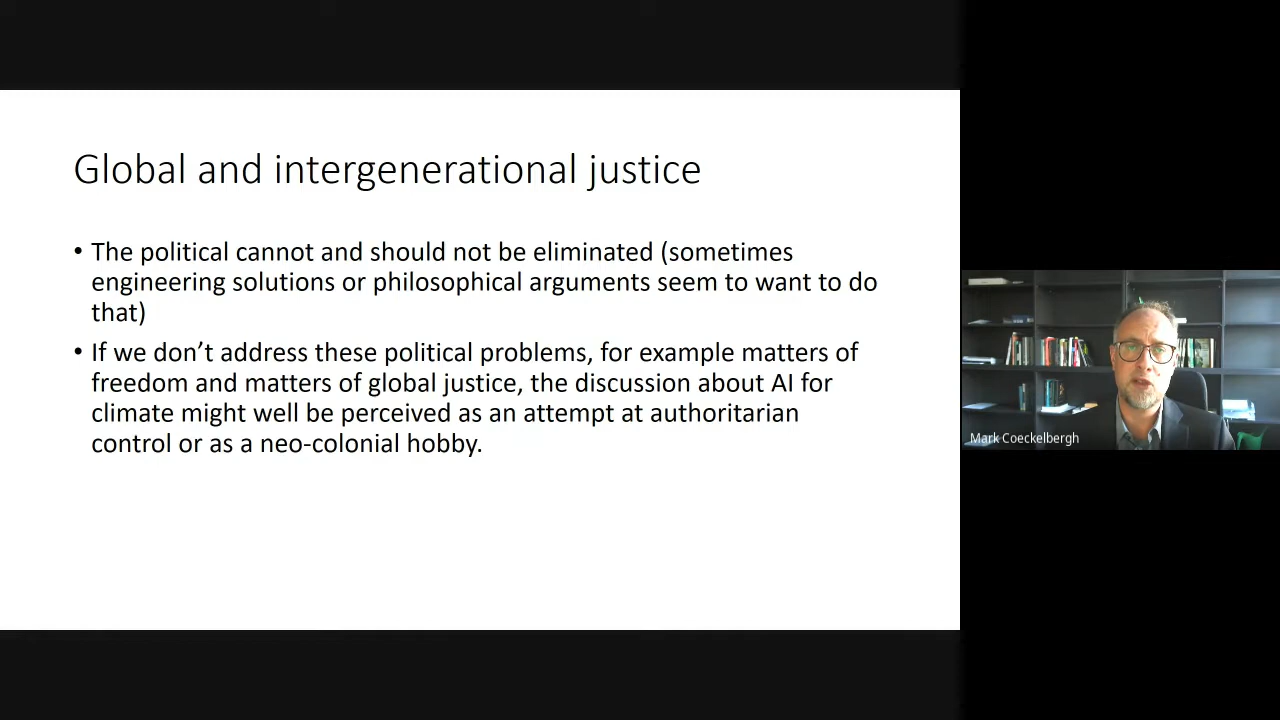 Global and intergenerational justice
• The political cannot and should not be eliminated (sometimes
engineering solutions or philosophical arguments seem to want to do
that)
• If we don’t address these political problems, for example matters of
freedom and matters of global justice, the discussion about AI for
climate might well be perceived as an attempt at authoritarian
control or as a neo-colonial hobby.
Mark Coeckelbergh